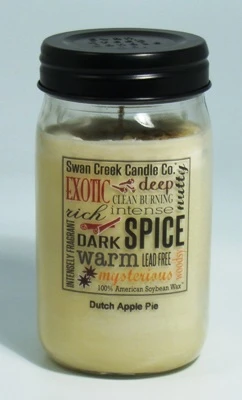 Swan Creek Candle Co.
EXOTIC deep nutty
CLEAN BURNING
rich intense
INTENSELY FRAGRANT
DARK SPICE
warm LEAD FREE
mysterious
100% American Soybean Wax
Dutch Apple Pie